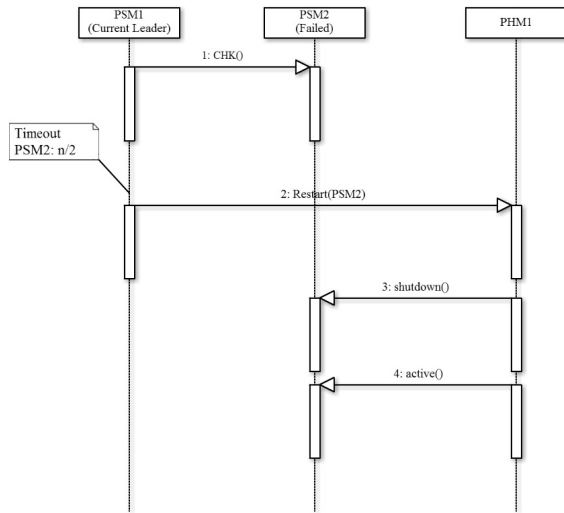 PSM1
(Current Leader)
PSM2
(Failed)
PHM1
1: CHK()
Timeout
PSM2: n/2
2: Restart(PSM2)
3: shutdown()
4: active()